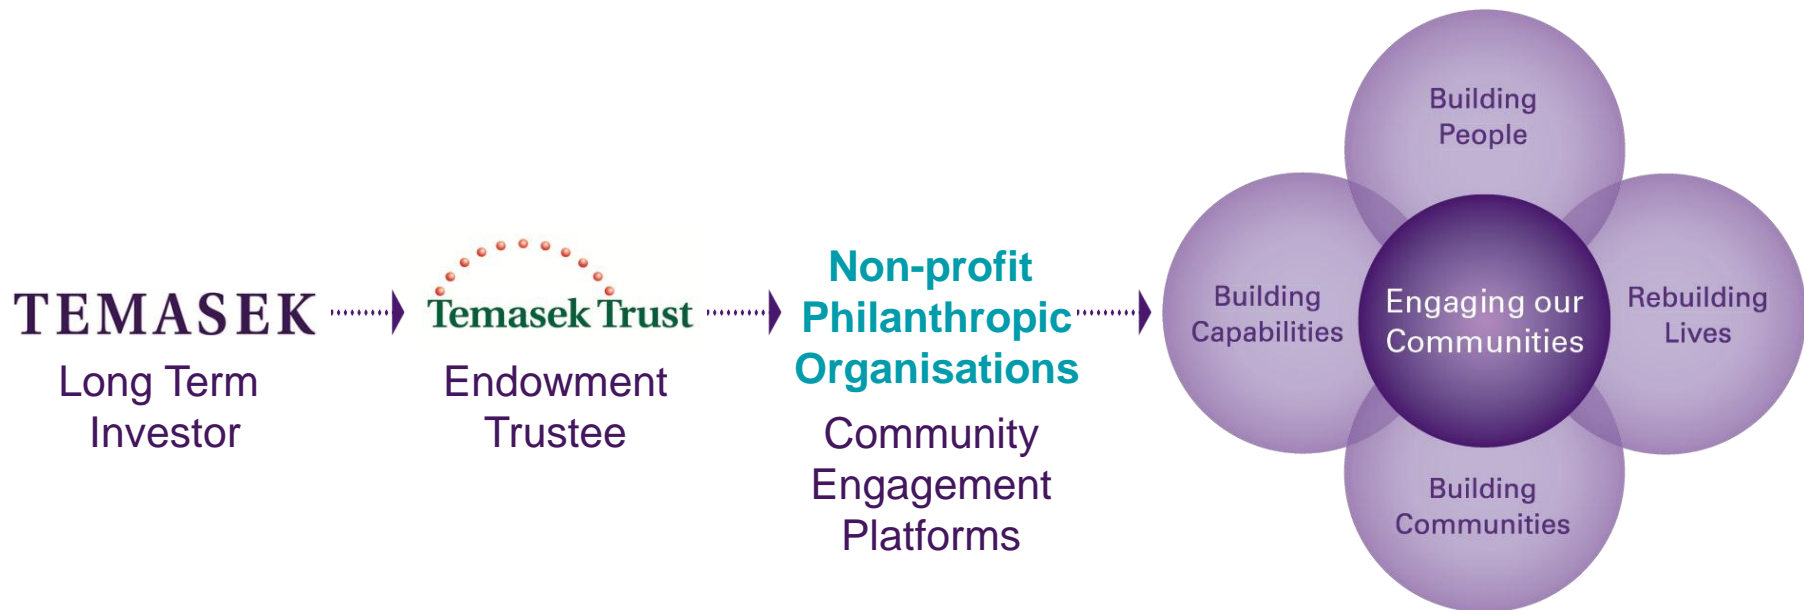 TEMASEK
Long Term
Investor
Temasek Trust
Endowment
Trustee
Non-profit
Philanthropic
Organisations
Community
Engagement
Platforms
Building
People
Building
Capabilities
Engaging our
Communities
Rebuilding
Lives
Building
Communities